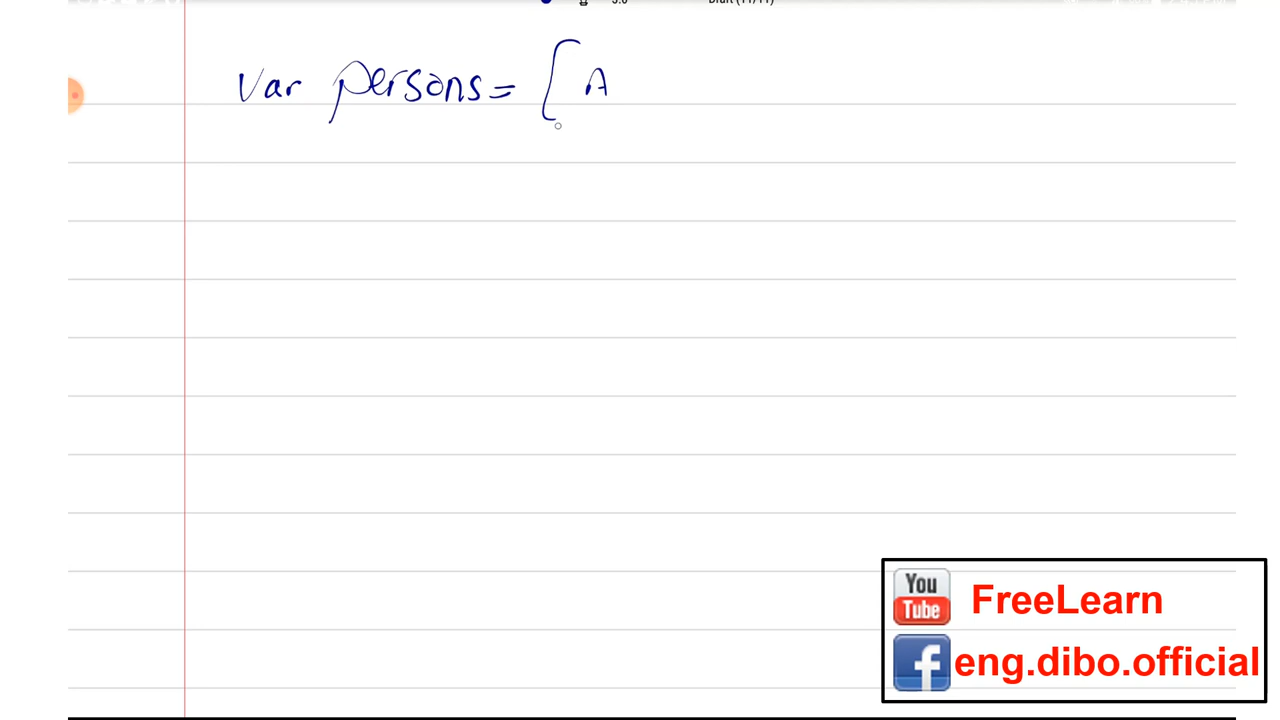 var persons = [ A
You
Tube
FreeLearn
f
eng.dibo.official